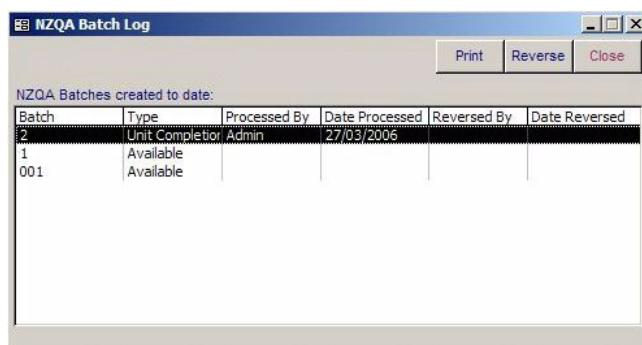 NZQA Batch Log
Print Reverse Close
NZQA Batches created to date:
Batch Type Processed By Date Processed Reversed By Date Reversed
2 Unit Completion Admin 27/03/2006
1 Available
001 Available